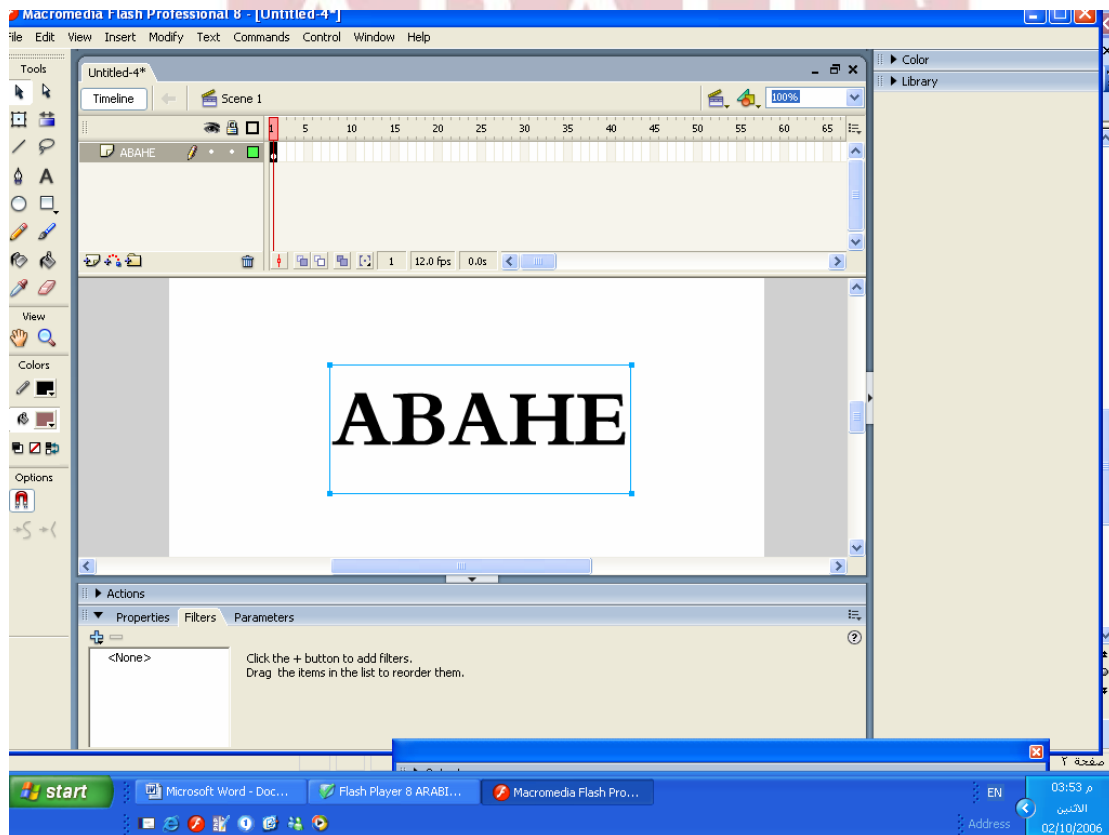 Macromedia Flash Professional 8 - [Untitled-4*]
File Edit View Insert Modify Text Commands Control Window Help
Tools
Untitled-4*
Color
Library
Timeline
Scene 1
100%
1 5 10 15 20 25 30 35 40 45 50 55 60 65
ABAHE
1 12.0 fps 0.0s
View
Colors
Options
ABAHE
Actions
Properties Filters Parameters
<None>
Click the + button to add filters.
Drag the items in the list to reorder them.
صفحة ٢
start
Microsoft Word - Doc...
Flash Player 8 ARABI...
Macromedia Flash Pro...
EN
03:53 م
الاثنين
Address
02/10/2006